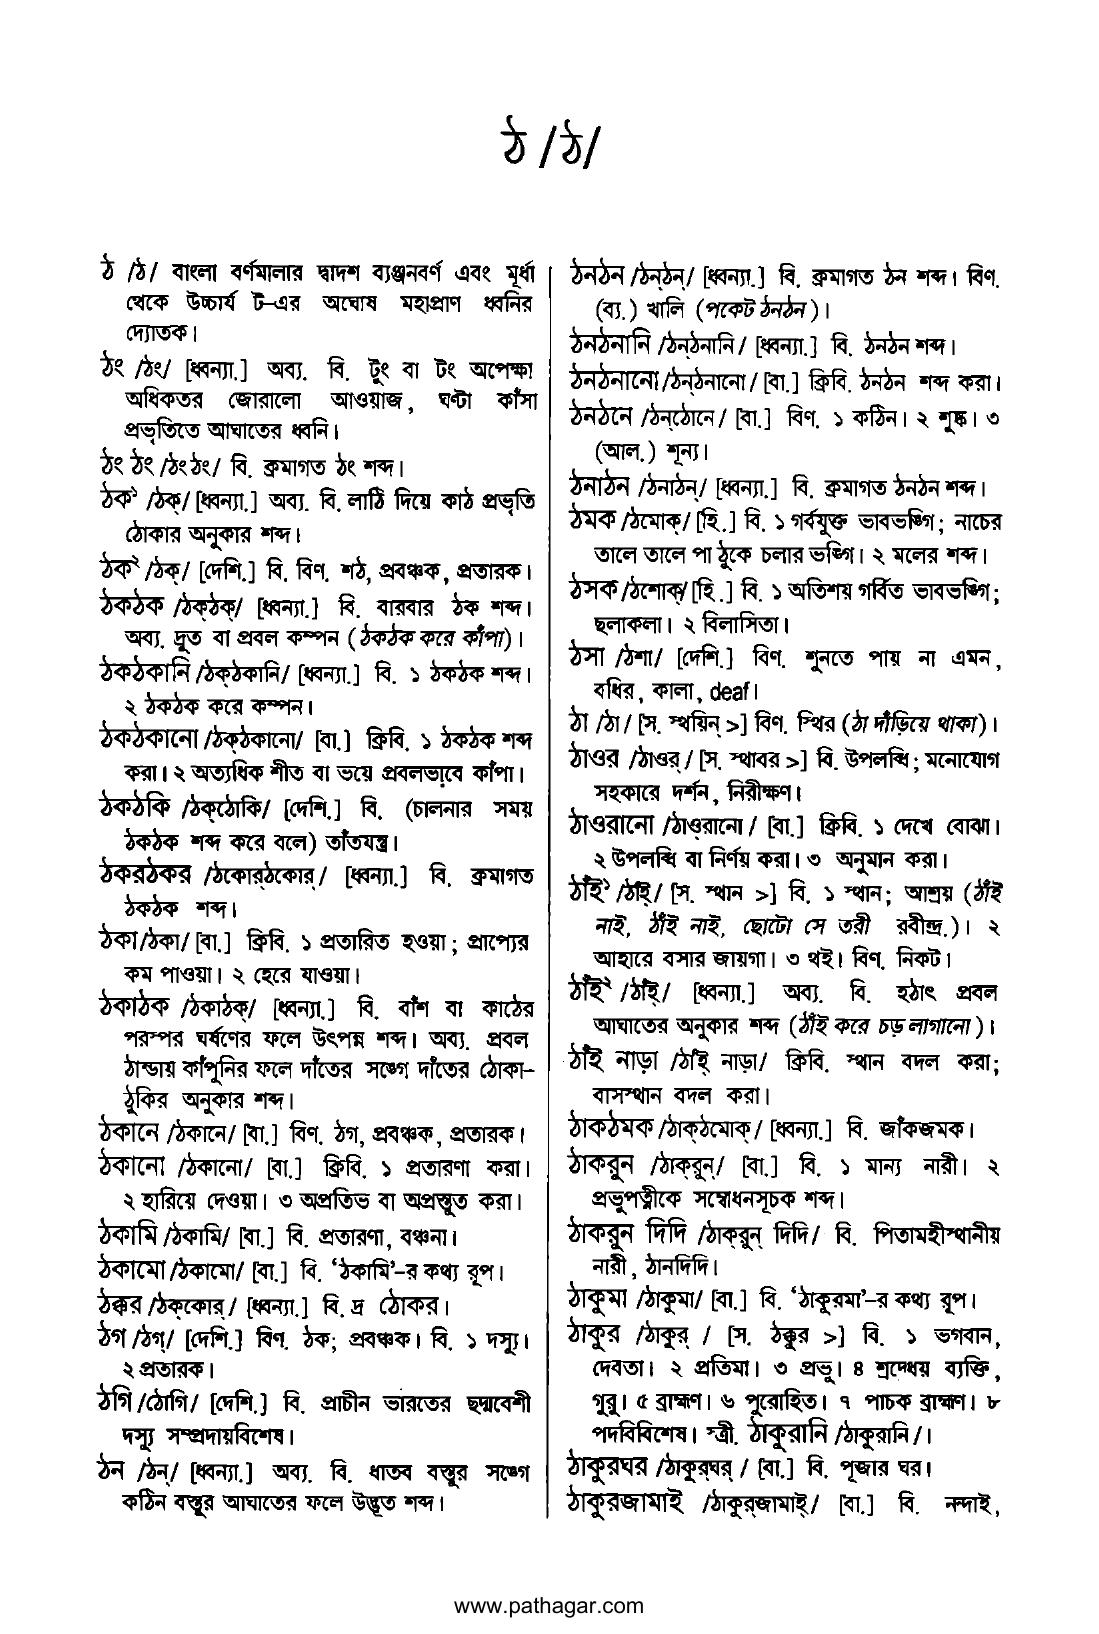 ঠ /ঠ/
ঠ /ঠ/ বাংলা বর্ণমালার দ্বাদশ ব্যঞ্জনবর্ণ এবং মূর্ধা
থেকে উচ্চার্য ট–এর অঘোষ মহাপ্রাণ ধ্বনির
দ্যোতক।
ঠং /ঠং/ [ধ্বন্যা.] অব্য. বি. টুং বা টং অপেক্ষা
অধিকতর জোরালো আওয়াজ, ঘণ্টা কাঁসা
প্রভৃতিতে আঘাতের ধ্বনি।
ঠং ঠং /ঠং ঠং/ বি. ক্রমাগত ঠং শব্দ।
ঠক১ /ঠক্/ [ধ্বন্যা.] অব্য. বি. লাঠি দিয়ে কাঠ প্রভৃতি
ঠোকার অনুকার শব্দ।
ঠক২ /ঠক্/ [দেশি.] বি. বিণ. শঠ, প্রবঞ্চক, প্রতারক।
ঠকঠক /ঠক্ঠক্/ [ধ্বন্যা.] বি. বারবার ঠক শব্দ।
অব্য. দ্রুত বা প্রবল কম্পন (ঠকঠক করে কাঁপা)।
ঠকঠকানি /ঠক্ঠকানি/ [ধ্বন্যা.] বি. ১ ঠকঠক শব্দ।
২ ঠকঠক করে কম্পন।
ঠকঠকানো /ঠক্ঠকানো/ [বা.] ক্রিবি. ১ ঠকঠক শব্দ
করা। ২ অত্যধিক শীত বা ভয়ে প্রবলভাবে কাঁপা।
ঠকঠকি /ঠক্ঠোকি/ [দেশি.] বি. (চালনার সময়
ঠকঠক শব্দ করে বলে) তাঁতযন্ত্র।
ঠকরঠকর /ঠকোর্ঠকোর্/ [ধ্বন্যা.] বি. ক্রমাগত
ঠকঠক শব্দ।
ঠকা /ঠকা/ [বা.] ক্রিবি. ১ প্রতারিত হওয়া; প্রাপ্যের
কম পাওয়া। ২ হেরে যাওয়া।
ঠকাঠক /ঠকাঠক্/ [ধ্বন্যা.] বি. বাঁশ বা কাঠের
পরস্পর ঘর্ষণের ফলে উৎপন্ন শব্দ। অব্য. প্রবল
ঠান্ডায় কাঁপুনির ফলে দাঁতের সঙ্গে দাঁতের ঠোকা–
ঠুকির অনুকার শব্দ।
ঠকানে /ঠকানে/ [বা.] বিণ. ঠগ, প্রবঞ্চক, প্রতারক।
ঠকানো /ঠকানো/ [বা.] ক্রিবি. ১ প্রতারণা করা।
২ হারিয়ে দেওয়া। ৩ অপ্রতিভ বা অপ্রস্তুত করা।
ঠকামি /ঠকামি/ [বা.] বি. প্রতারণা, বঞ্চনা।
ঠকামো /ঠকামো/ [বা.] বি. ‘ঠকামি’–র কথ্য রূপ।
ঠক্কর /ঠক্কোর্/ [ধ্বন্যা.] বি. দ্র ঠোকর।
ঠগ /ঠগ্/ [দেশি.] বিণ. ঠক; প্রবঞ্চক। বি. ১ দস্যু।
২ প্রতারক।
ঠগি /ঠোগি/ [দেশি.] বি. প্রাচীন ভারতের ছদ্মবেশী
দস্যু সম্প্রদায়বিশেষ।
ঠন /ঠন্/ [ধ্বন্যা.] অব্য. বি. ধাতব বস্তুর সঙ্গে
কঠিন বস্তুর আঘাতের ফলে উদ্ভূত শব্দ।
ঠনঠন /ঠন্ঠন্/ [ধ্বন্যা.] বি. ক্রমাগত ঠন শব্দ। বিণ.
(ব্য.) খালি (পকেট ঠনঠন)।
ঠনঠনানি /ঠন্ঠনানি/ [ধ্বন্যা.] বি. ঠনঠন শব্দ।
ঠনঠনানো /ঠন্ঠনানো/ [বা.] ক্রিবি. ঠনঠন শব্দ করা।
ঠনঠনে /ঠন্ঠোনে/ [বা.] বিণ. ১ কঠিন। ২ শুষ্ক। ৩
(আল.) শূন্য।
ঠনাঠন /ঠনাঠন্/ [ধ্বন্যা.] বি. ক্রমাগত ঠনঠন শব্দ।
ঠমক /ঠমোক্/ [হি.] বি. ১ গর্বযুক্ত ভাবভঙ্গি; নাচের
তালে তালে পা ঠুকে চলার ভঙ্গি। ২ মলের শব্দ।
ঠসক /ঠশোক্/ [হি.] বি. ১ অতিশয় গর্বিত ভাবভঙ্গি;
ছলাকলা। ২ বিলাসিতা।
ঠসা /ঠশা/ [দেশি.] বিণ. শুনতে পায় না এমন,
বধির, কালা, deaf।
ঠা /ঠা/ [স. স্থয়িন্ >] বিণ. স্থির (ঠা দাঁড়িয়ে থাকা)।
ঠাওর /ঠাওর্/ [স. স্থাবর >] বি. উপলব্ধি; মনোযোগ
সহকারে দর্শন, নিরীক্ষণ।
ঠাওরানো /ঠাওরানো/ [বা.] ক্রিবি. ১ দেখে বোঝা।
২ উপলব্ধি বা নির্ণয় করা। ৩ অনুমান করা।
ঠাঁই১ /ঠাঁই্/ [স. স্থান >] বি. ১ স্থান; আশ্রয় (ঠাঁই
নাই, ঠাঁই নাই, ছোটো সে তরী রবীন্দ্র.)। ২
আহারে বসার জায়গা। ৩ থই। বিণ. নিকট।
ঠাঁই২ /ঠাঁই্/ [ধ্বন্যা.] অব্য. বি. হঠাৎ প্রবল
আঘাতের অনুকার শব্দ (ঠাঁই করে চড় লাগানো)।
ঠাঁই নাড়া /ঠাঁই্ নাড়া/ ক্রিবি. স্থান বদল করা;
বাসস্থান বদল করা।
ঠাকঠমক /ঠাক্ঠমোক্/ [ধ্বন্যা.] বি. জাঁকজমক।
ঠাকরুন /ঠাক্রুন্/ [বা.] বি. ১ মান্য নারী। ২
প্রভুপত্নীকে সম্বোধনসূচক শব্দ।
ঠাকরুন দিদি /ঠাক্রুন্ দিদি/ বি. পিতামহীস্থানীয়
নারী, ঠানদিদি।
ঠাকুমা /ঠাকুমা/ [বা.] বি. ‘ঠাকুরমা’–র কথ্য রূপ।
ঠাকুর /ঠাকুর্ / [স. ঠক্কুর >] বি. ১ ভগবান,
দেবতা। ২ প্রতিমা। ৩ প্রভু। ৪ শ্রদ্ধেয় ব্যক্তি,
গুরু। ৫ ব্রাহ্মণ। ৬ পুরোহিত। ৭ পাচক ব্রাহ্মণ। ৮
পদবিবিশেষ। স্ত্রী. ঠাকুরানি /ঠাকুরানি/।
ঠাকুরঘর /ঠাকুর্ঘর্/ [বা.] বি. পূজার ঘর।
ঠাকুরজামাই /ঠাকুর্জামাই্/ [বা.] বি. নন্দাই,
www.pathagar.com